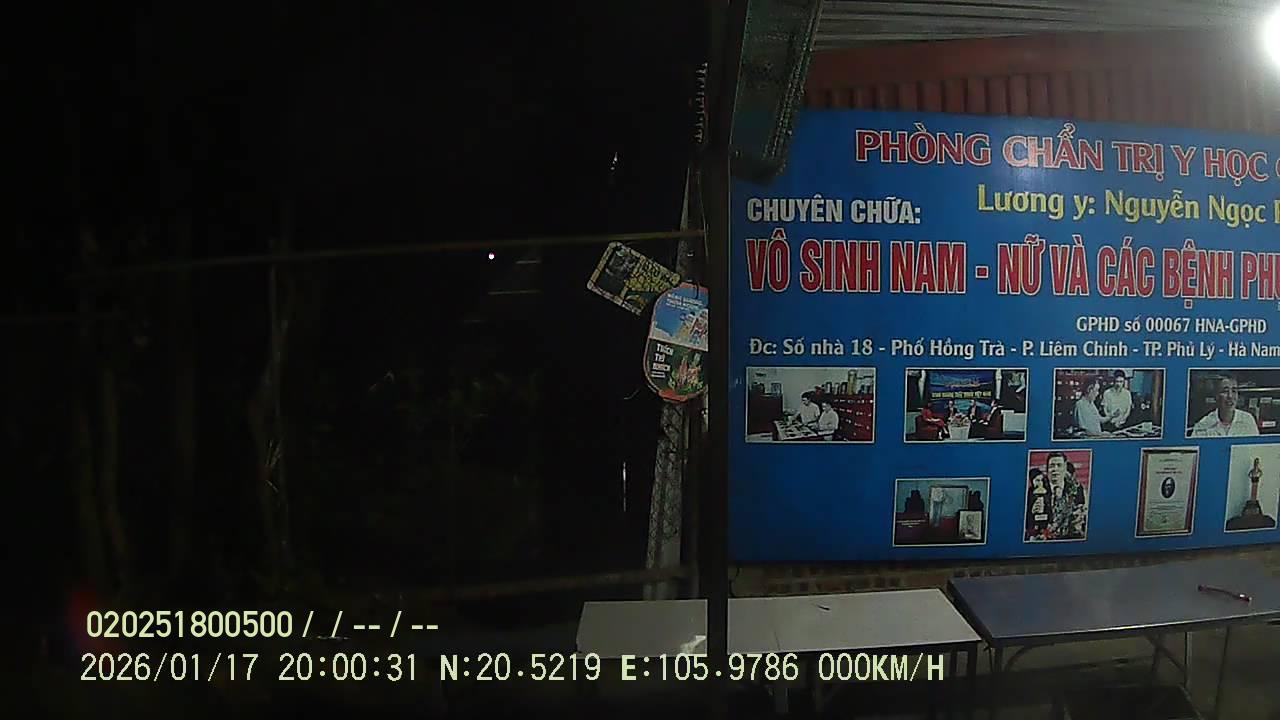 PHÒNG CHẨN TRỊ Y HỌC
Lương y: Nguyễn Ngọc
CHUYÊN CHỮA:
VÔ SINH NAM - NỮ VÀ CÁC BỆNH
GPHD số 00067 HNA-GPHD
Đc: Số nhà 18 - Phố Hồng Trà - P. Liêm Chính - TP. Phủ Lý - Hà Nam
020251800500 / / -- / --
2026/01/17 20:00:31 N:20.5219 E:105.9786 000KM/H